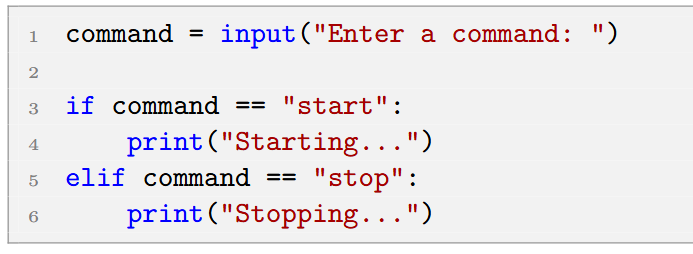 1 command = input("Enter a command: ")
2
3 if command == "start":
4     print("Starting...")
5 elif command == "stop":
6     print("Stopping...")